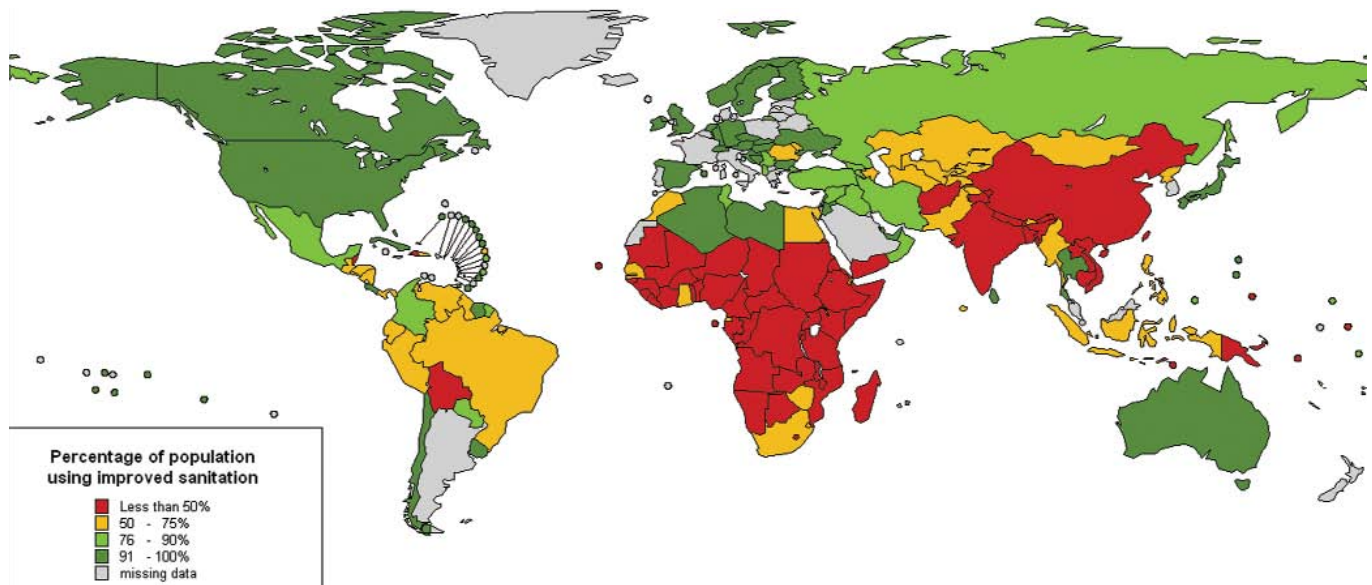 Percentage of population
using improved sanitation
Less than 50%
50 - 75%
76 - 90%
91 - 100%
missing data